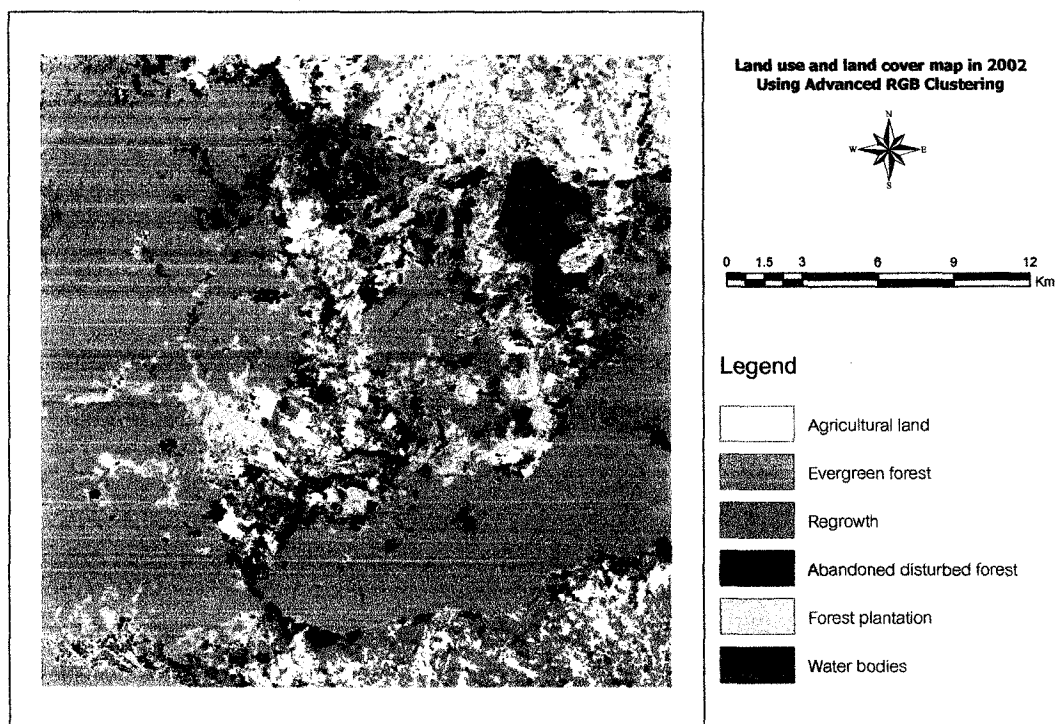 Land use and land cover map in 2002
Using Advanced RGB Clustering
N
W E
S
0 1.5 3 6 9 12
Km
Legend
Agricultural land
Evergreen forest
Regrowth
Abandoned disturbed forest
Forest plantation
Water bodies